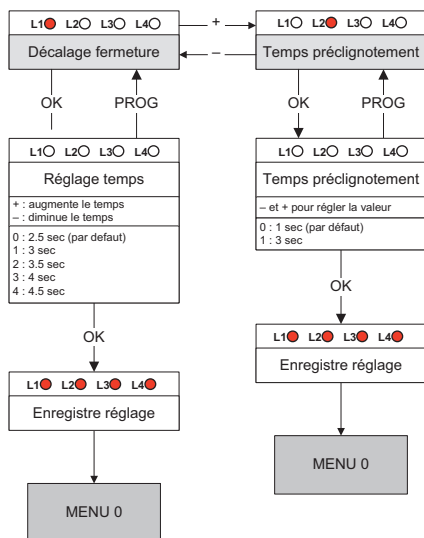 L1 L2 L3 L4
Décalage fermeture
+
–
L1 L2 L3 L4
Temps préclignotement
OK
PROG
OK
PROG
L1 L2 L3 L4
Réglage temps
+ : augmente le temps
– : diminue le temps
0 : 2.5 sec (par defaut)
1 : 3 sec
2 : 3.5 sec
3 : 4 sec
4 : 4.5 sec
L1 L2 L3 L4
Temps préclignotement
– et + pour régler la valeur
0 : 1 sec (par défaut)
1 : 3 sec
OK
OK
L1 L2 L3 L4
Enregistre réglage
L1 L2 L3 L4
Enregistre réglage
MENU 0
MENU 0